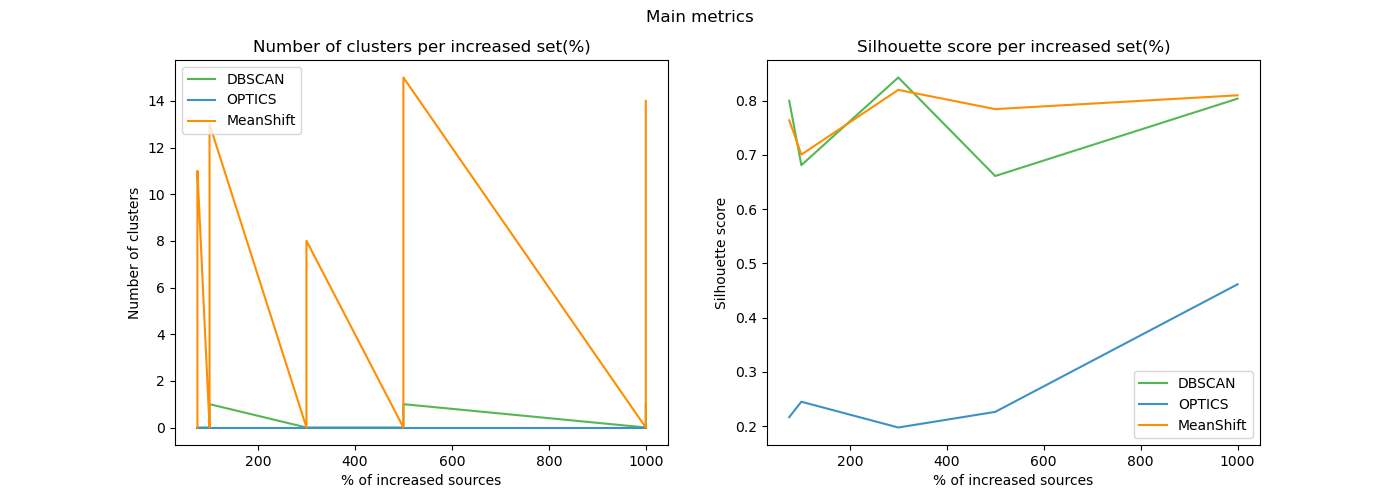 Main metrics
Number of clusters per increased set(%)
DBSCAN
OPTICS
MeanShift
14
12
10
8
6
4
2
0
Number of clusters
200
400
600
800
1000
% of increased sources
Silhouette score per increased set(%)
0.8
0.7
0.6
0.5
0.4
0.3
0.2
Silhouette score
DBSCAN
OPTICS
MeanShift
200
400
600
800
1000
% of increased sources